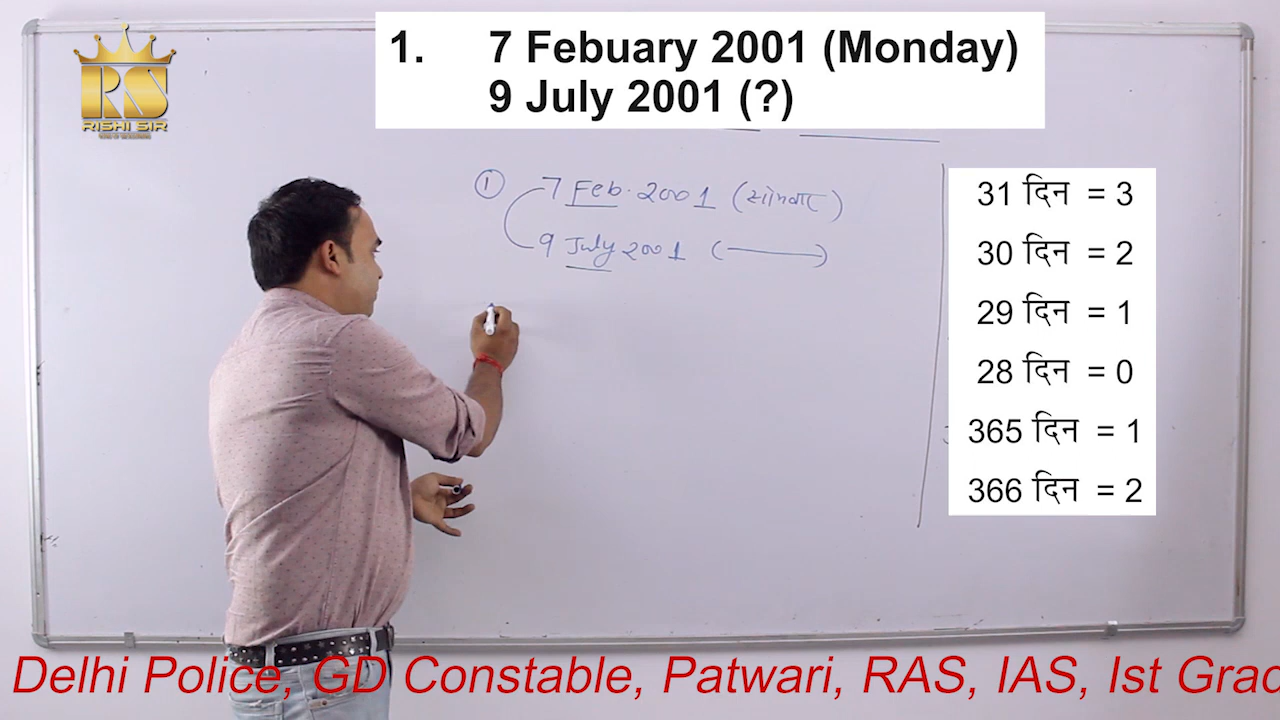 RS
RISHI SIR
1. 7 Febuary 2001 (Monday)
9 July 2001 (?)
① 7 Feb. 2001 (सोमवार)
9 July 2001 ( )
31 दिन = 3
30 दिन = 2
29 दिन = 1
28 दिन = 0
365 दिन = 1
366 दिन = 2
Delhi Police, GD Constable, Patwari, RAS, IAS, Ist Grad